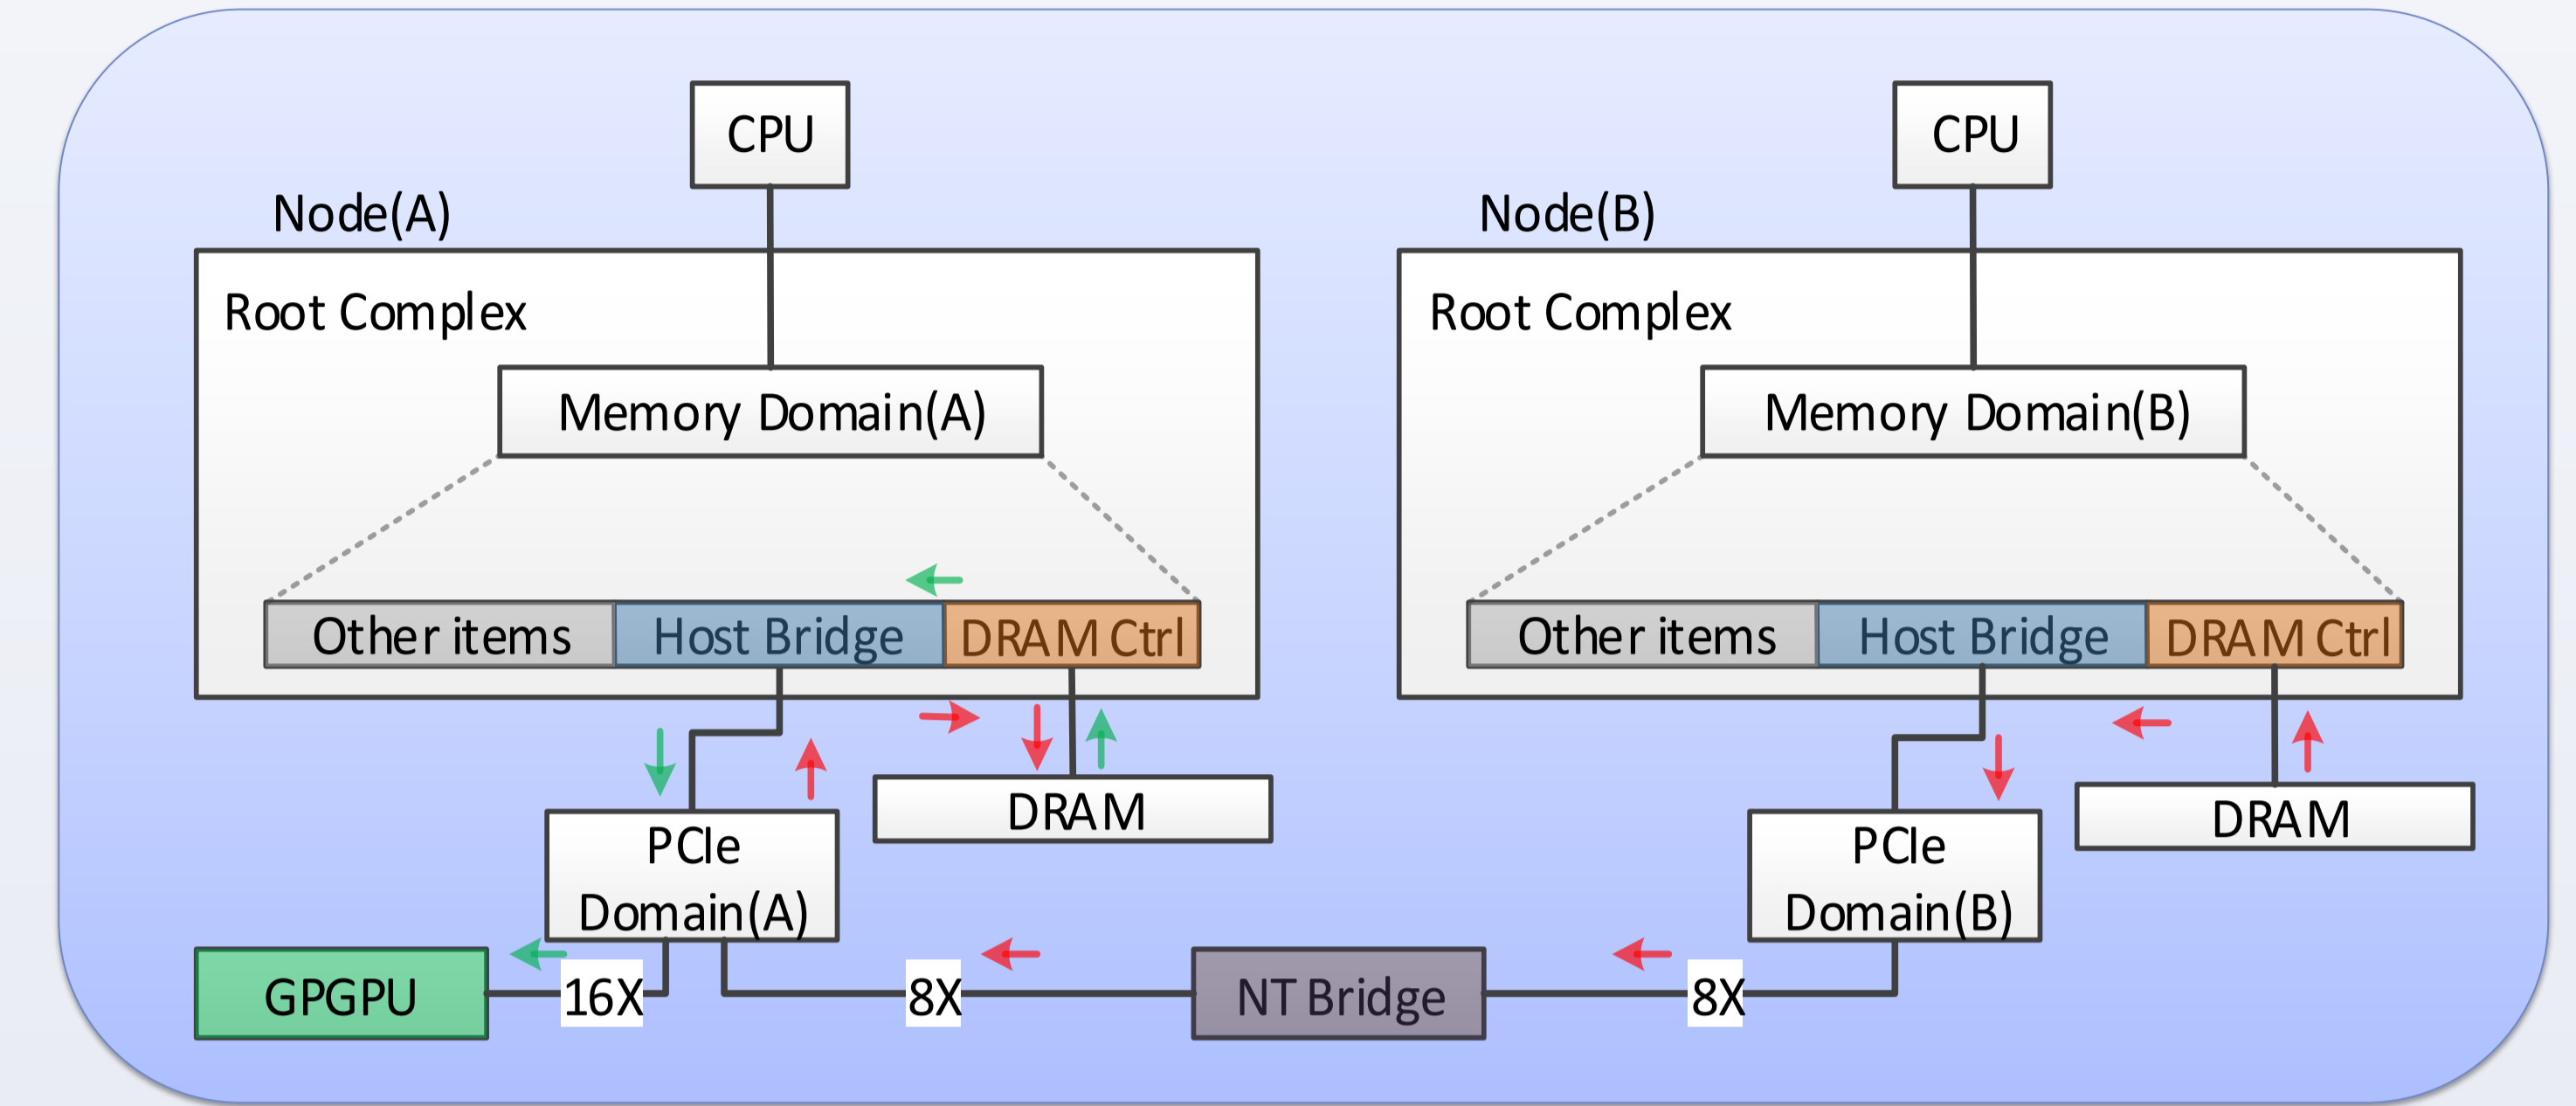 CPU
CPU
Node(A)
Node(B)
Root Complex
Root Complex
Memory Domain(A)
Memory Domain(B)
Other items
Host Bridge
DRAM Ctrl
Other items
Host Bridge
DRAM Ctrl
DRAM
DRAM
PCIe
Domain(A)
PCIe
Domain(B)
GPGPU
16X
8X
NT Bridge
8X